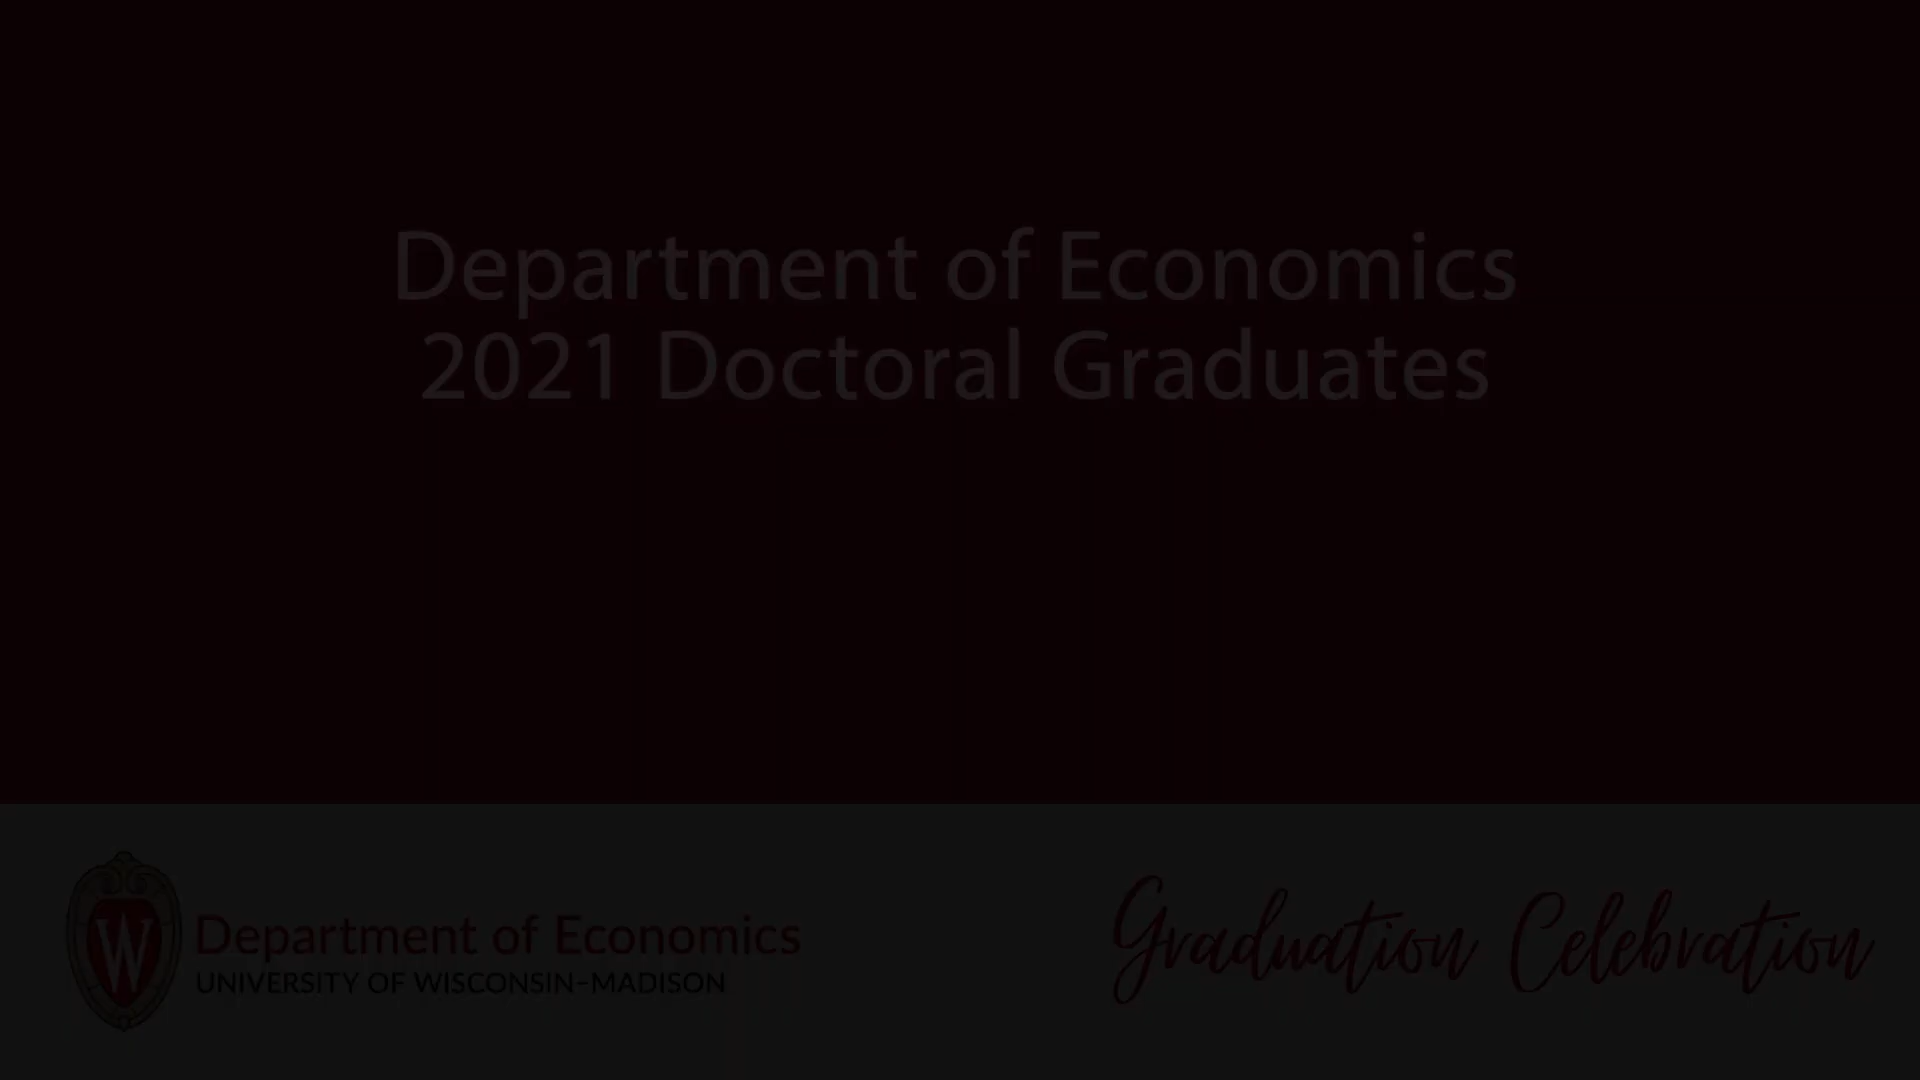 Department of Economics
2021 Doctoral Graduates
W
Department of Economics
UNIVERSITY OF WISCONSIN–MADISON
Graduation Celebration